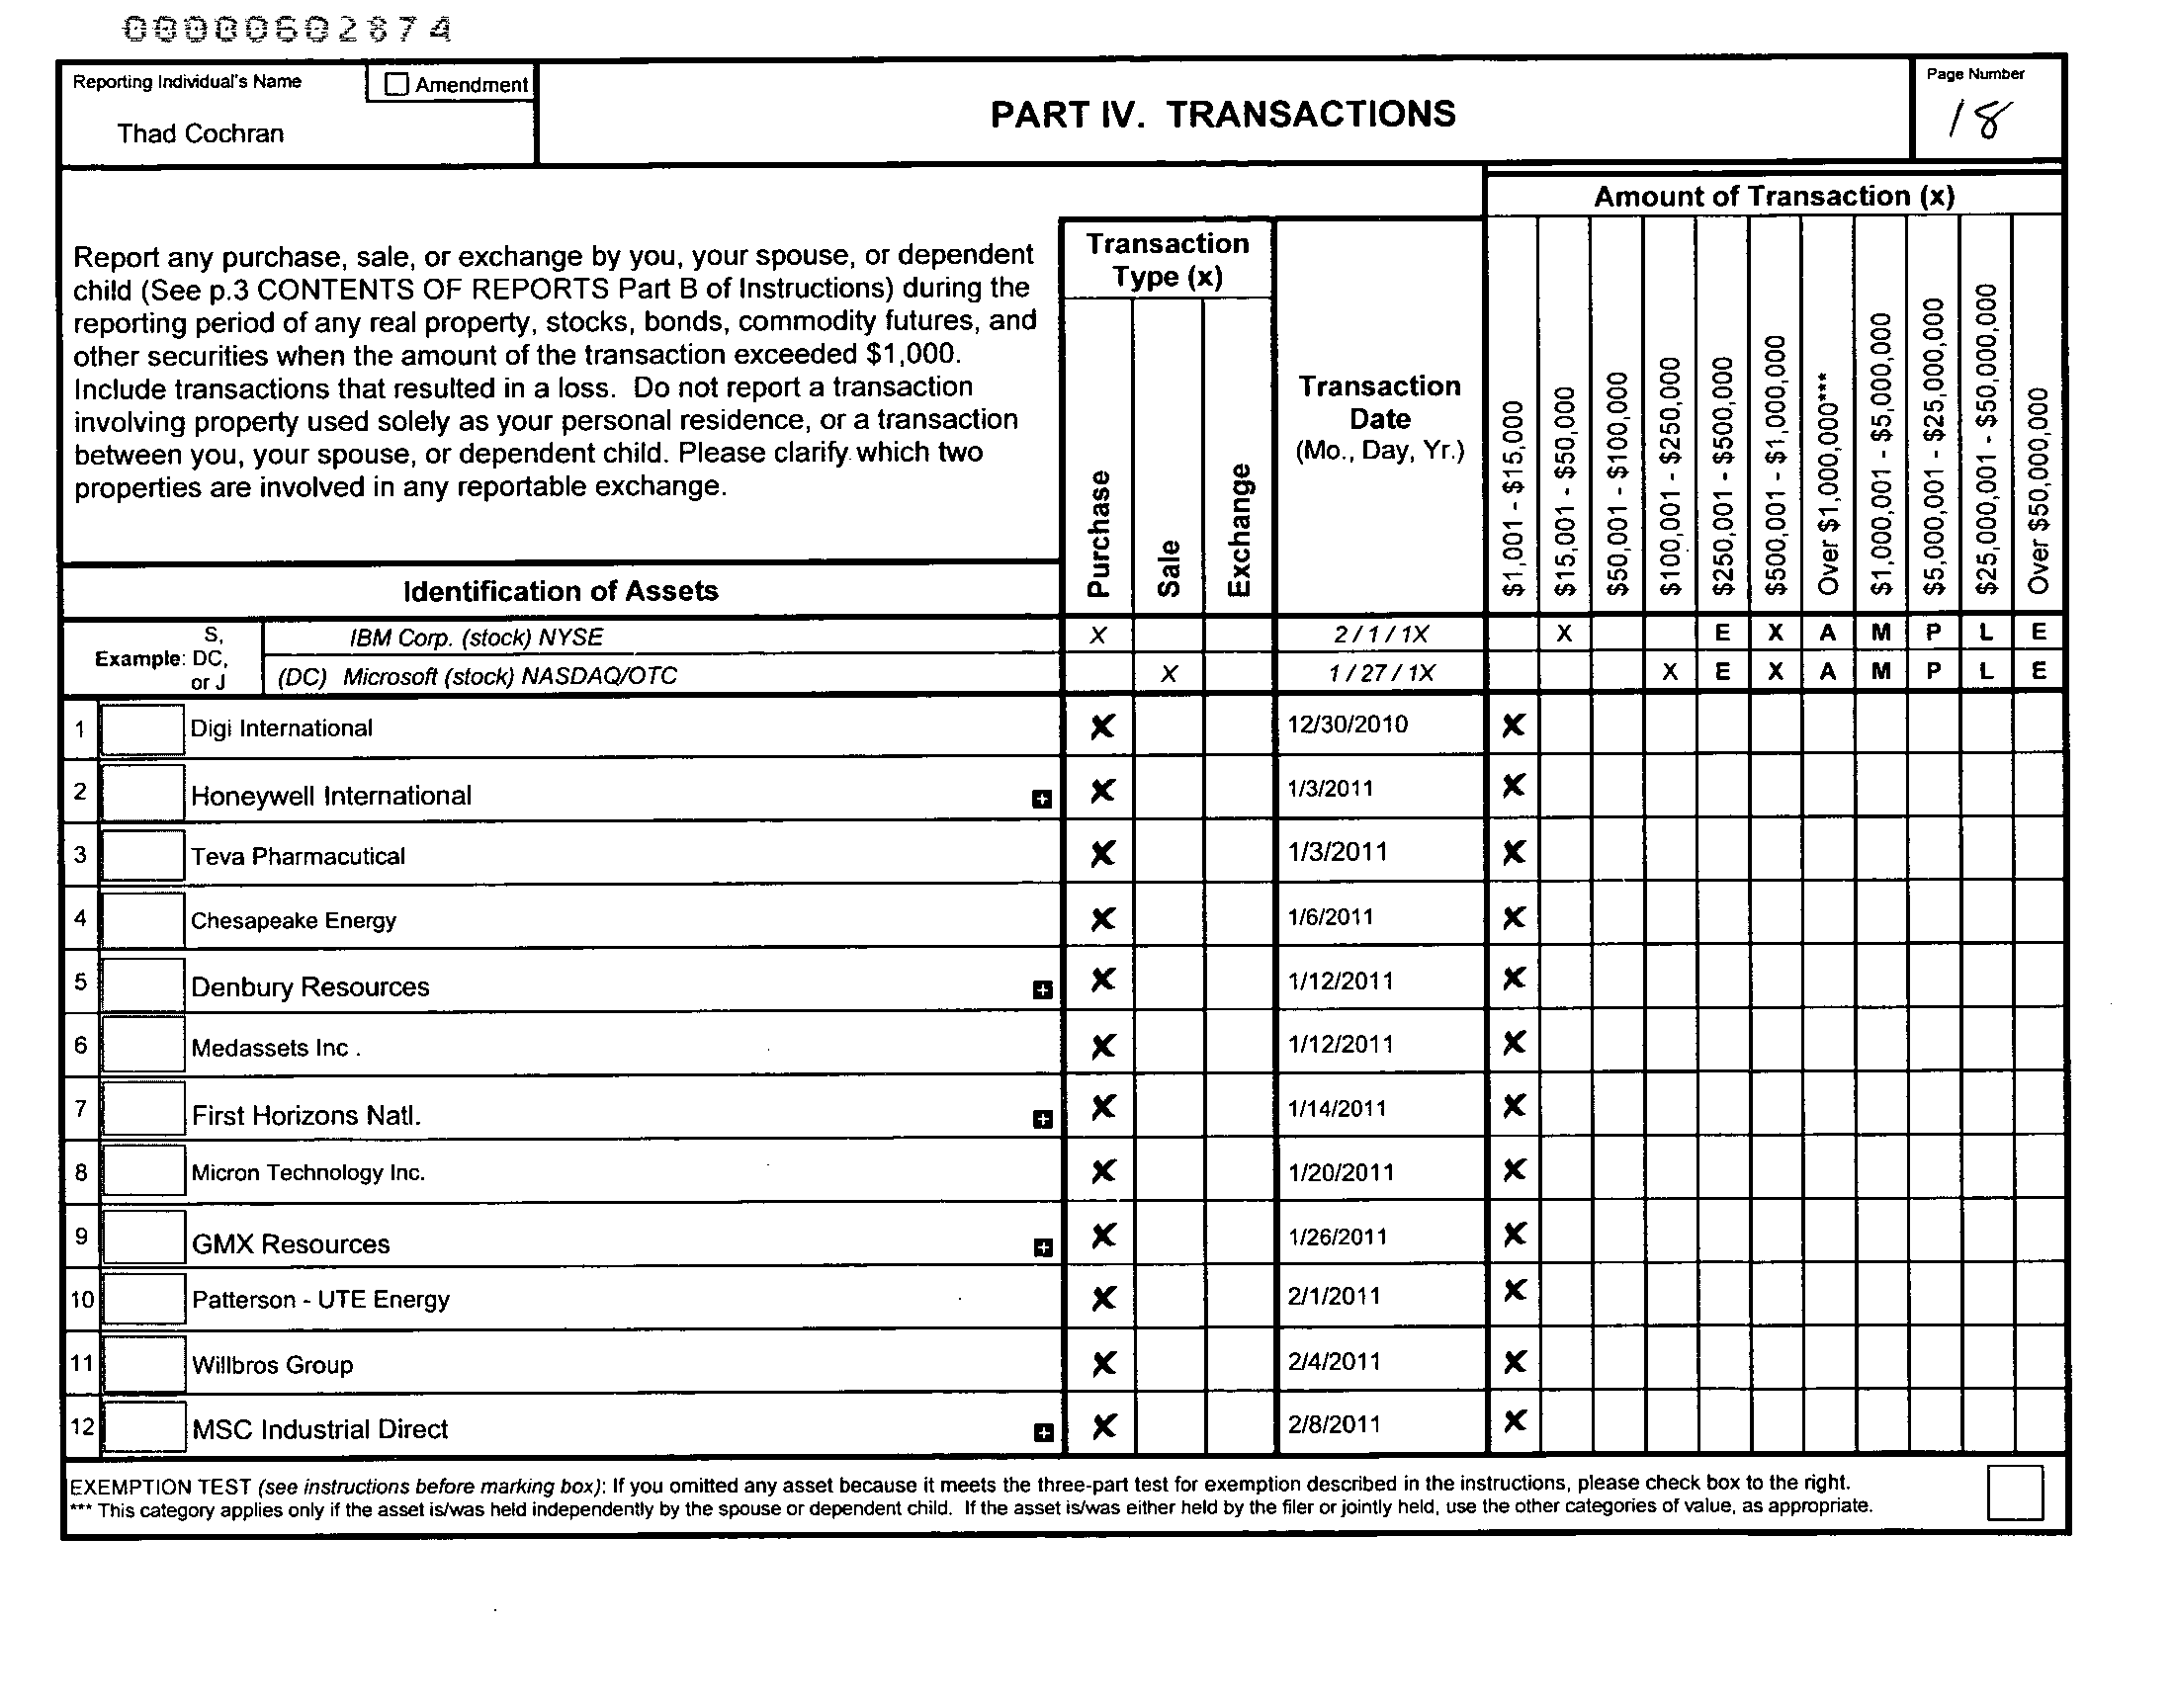 00000602874
Reporting Individual's Name
Amendment
Thad Cochran
PART IV. TRANSACTIONS
Page Number
18
Report any purchase, sale, or exchange by you, your spouse, or dependent
child (See p.3 CONTENTS OF REPORTS Part B of Instructions) during the
reporting period of any real property, stocks, bonds, commodity futures, and
other securities when the amount of the transaction exceeded $1,000.
Include transactions that resulted in a loss. Do not report a transaction
involving property used solely as your personal residence, or a transaction
between you, your spouse, or dependent child. Please clarify which two
properties are involved in any reportable exchange.
Identification of Assets
Transaction
Type (x)
Purchase
Sale
Exchange
Transaction
Date
(Mo., Day, Yr.)
Amount of Transaction (x)
$1,001 - $15,000
$15,001 - $50,000
$50,001 - $100,000
$100,001 - $250,000
$250,001 - $500,000
$500,001 - $1,000,000
Over $1,000,000***
$1,000,001 - $5,000,000
$5,000,001 - $25,000,000
$25,000,001 - $50,000,000
Over $50,000,000
Example: S, DC, or J
IBM Corp. (stock) NYSE X 2/1/1X X E X A M P L E
(DC) Microsoft (stock) NASDAQ/OTC X 1/27/1X X E X A M P L E
1 Digi International X 12/30/2010 X
2 Honeywell International + X 1/3/2011 X
3 Teva Pharmacutical X 1/3/2011 X
4 Chesapeake Energy X 1/6/2011 X
5 Denbury Resources + X 1/12/2011 X
6 Medassets Inc . X 1/12/2011 X
7 First Horizons Natl. + X 1/14/2011 X
8 Micron Technology Inc. X 1/20/2011 X
9 GMX Resources + X 1/26/2011 X
10 Patterson - UTE Energy X 2/1/2011 X
11 Willbros Group X 2/4/2011 X
12 MSC Industrial Direct + X 2/8/2011 X
EXEMPTION TEST (see instructions before marking box): If you omitted any asset because it meets the three-part test for exemption described in the instructions, please check box to the right.
*** This category applies only if the asset is/was held independently by the spouse or dependent child. If the asset is/was either held by the filer or jointly held, use the other categories of value, as appropriate.